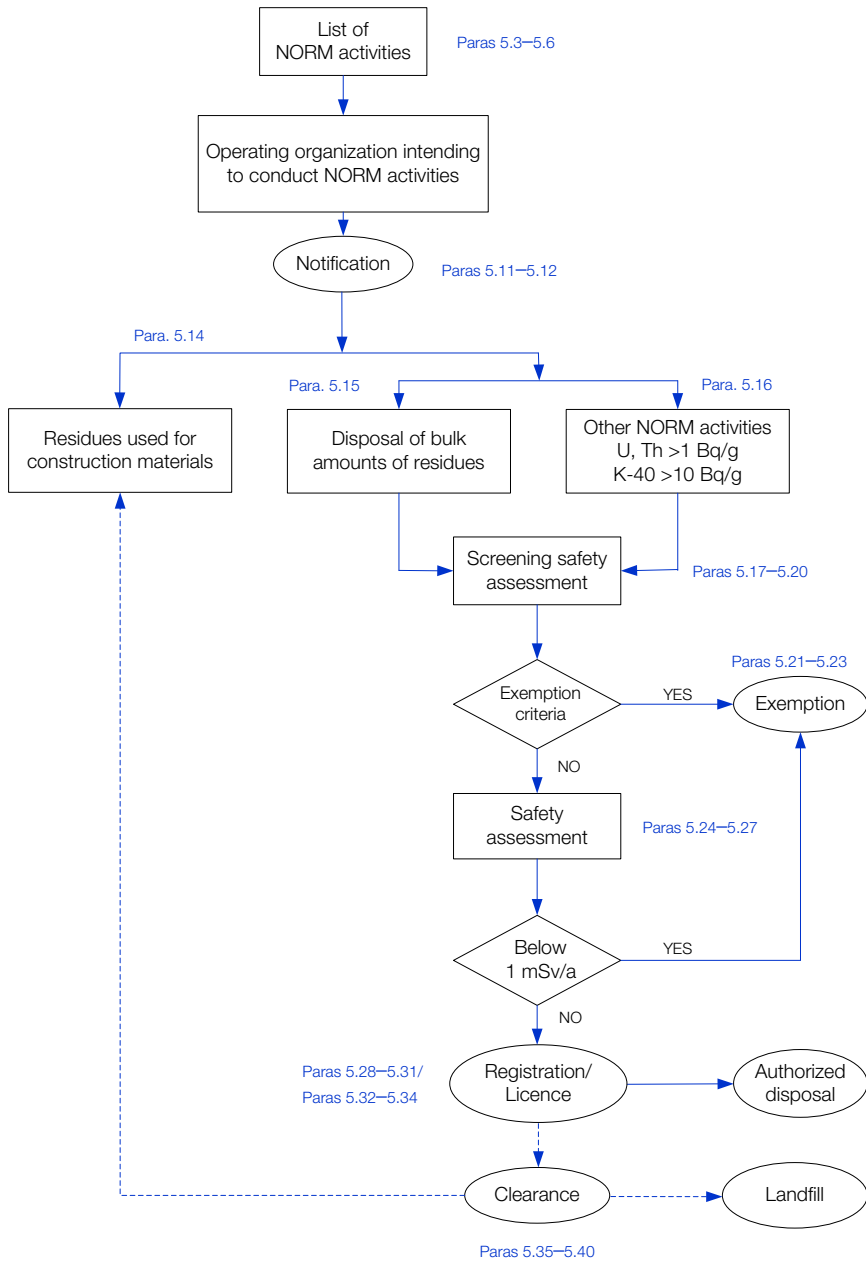 List of
NORM activities
Paras 5.3–5.6
Operating organization intending
to conduct NORM activities
Notification
Paras 5.11–5.12
Para. 5.14
Para. 5.15
Para. 5.16
Residues used for
construction materials
Disposal of bulk
amounts of residues
Other NORM activities
U, Th >1 Bq/g
K-40 >10 Bq/g
Screening safety
assessment
Paras 5.17–5.20
Paras 5.21–5.23
Exemption
criteria
YES
Exemption
NO
Safety
assessment
Paras 5.24–5.27
Below
1 mSv/a
YES
NO
Paras 5.28–5.31/
Paras 5.32–5.34
Registration/
Licence
Authorized
disposal
Clearance
Landfill
Paras 5.35–5.40